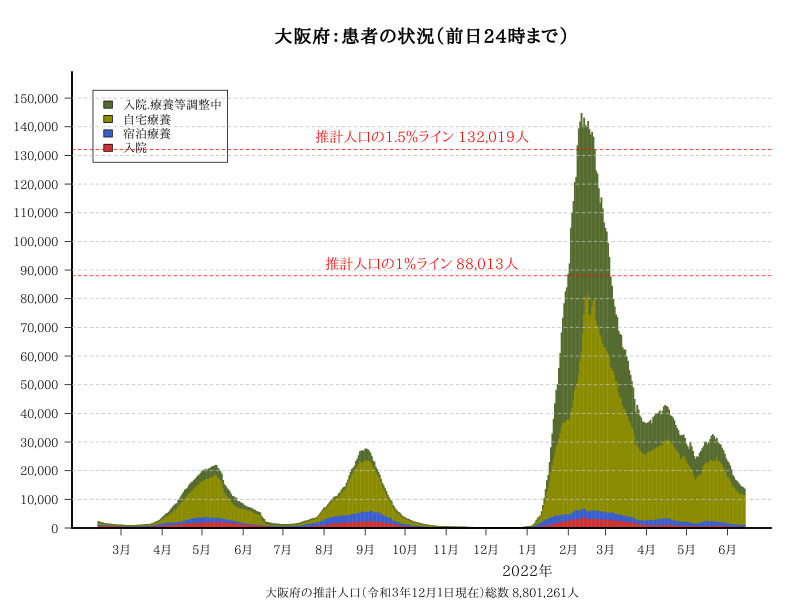 大阪府：患者の状況（前日24時まで）
150,000
140,000
130,000
120,000
110,000
100,000
90,000
80,000
70,000
60,000
50,000
40,000
30,000
20,000
10,000
0
入院.療養等調整中
自宅療養
宿泊療養
入院
推計人口の1.5%ライン 132,019人
推計人口の1%ライン 88,013人
3月 4月 5月 6月 7月 8月 9月 10月 11月 12月 1月 2月 3月 4月 5月 6月
2022年
大阪府の推計人口（令和3年12月1日現在）総数 8,801,261人